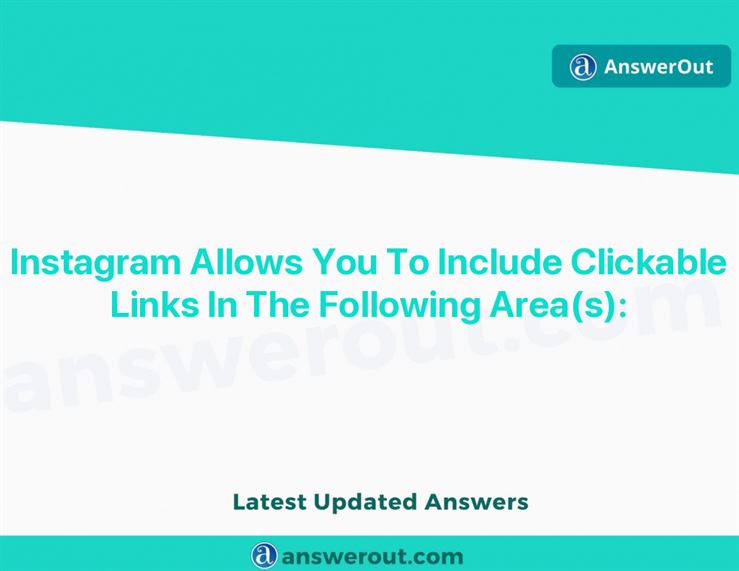 AnswerOut
Instagram Allows You To Include Clickable
Links In The Following Area(s):
answerout.com
Latest Updated Answers
answerout.com